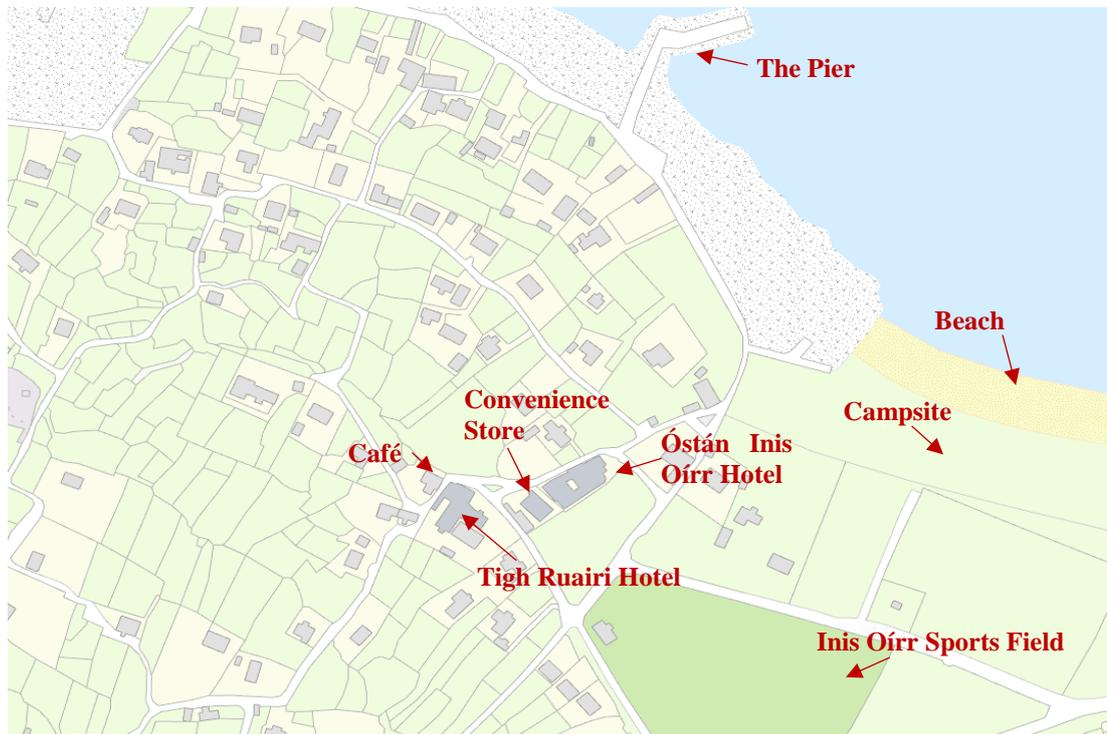 The Pier
Beach
Convenience
Store
Campsite
Café
Óstán Inis
Oírr Hotel
Tigh Ruairi Hotel
Inis Oírr Sports Field